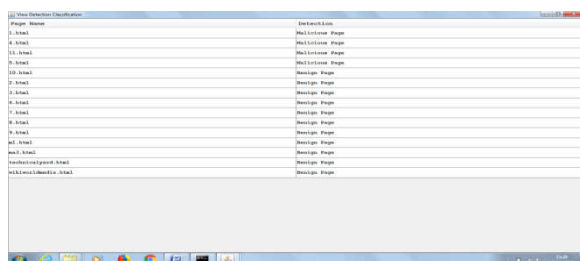 View Detection Classification
Page Name Detection
1.html Malicious Page
4.html Malicious Page
11.html Malicious Page
5.html Malicious Page
10.html Benign Page
2.html Benign Page
3.html Benign Page
6.html Benign Page
7.html Benign Page
8.html Benign Page
9.html Benign Page
m1.html Benign Page
Benign Page
technicalyard.html Benign Page
wikiworldmedia.html Benign Page